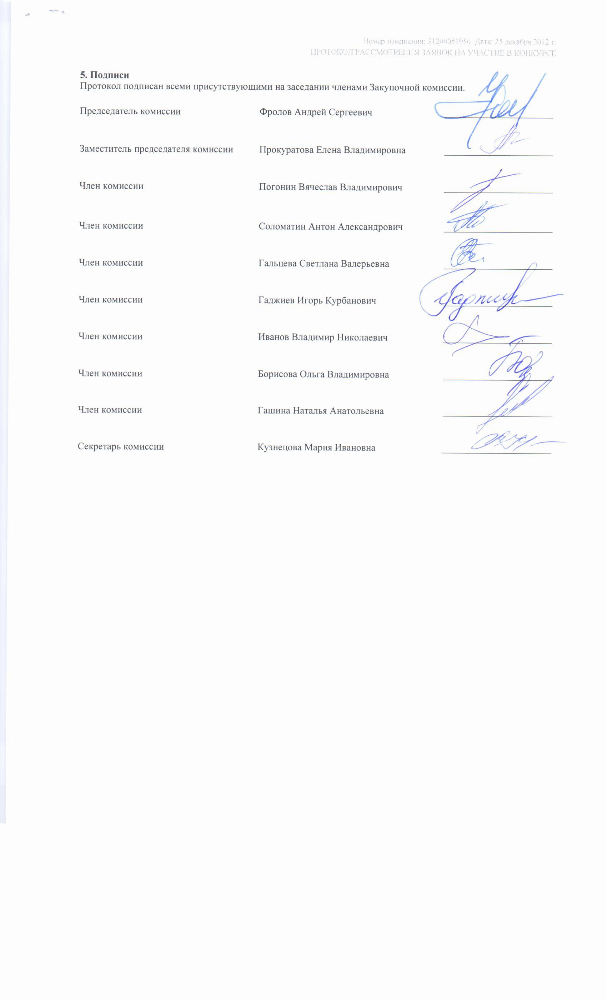 Номер извещения: 31200051956 Дата: 25 декабря 2012 г.
ПРОТОКОЛ РАССМОТРЕНИЯ ЗАЯВОК НА УЧАСТИЕ В КОНКУРСЕ
5. Подписи
Протокол подписан всеми присутствующими на заседании членами Закупочной комиссии.
Председатель комиссии Фролов Андрей Сергеевич
Заместитель председателя комиссии Прокуратова Елена Владимировна
Член комиссии Погонин Вячеслав Владимирович
Член комиссии Соломатин Антон Александрович
Член комиссии Гальцева Светлана Валерьевна
Член комиссии Гаджиев Игорь Курбанович
Член комиссии Иванов Владимир Николаевич
Член комиссии Борисова Ольга Владимировна
Член комиссии Гашина Наталья Анатольевна
Секретарь комиссии Кузнецова Мария Ивановна